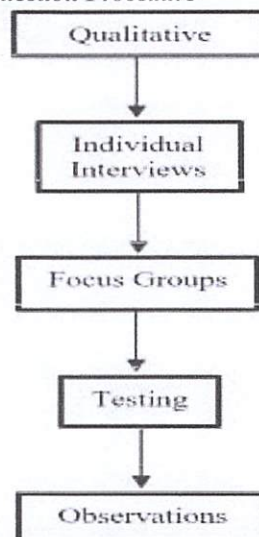 Qualitative
Individual
Interviews
Focus Groups
Testing
Observations